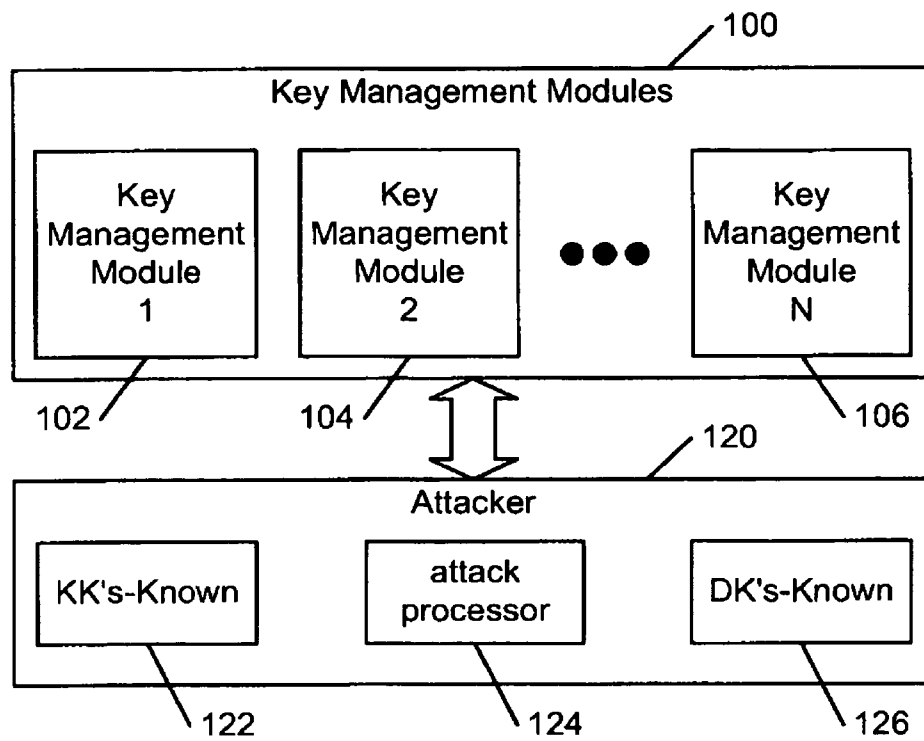 100
Key Management Modules
Key
Management
Module
1
Key
Management
Module
2
Key
Management
Module
N
102
104
106
120
Attacker
KK's-Known
attack
processor
DK's-Known
122
124
126